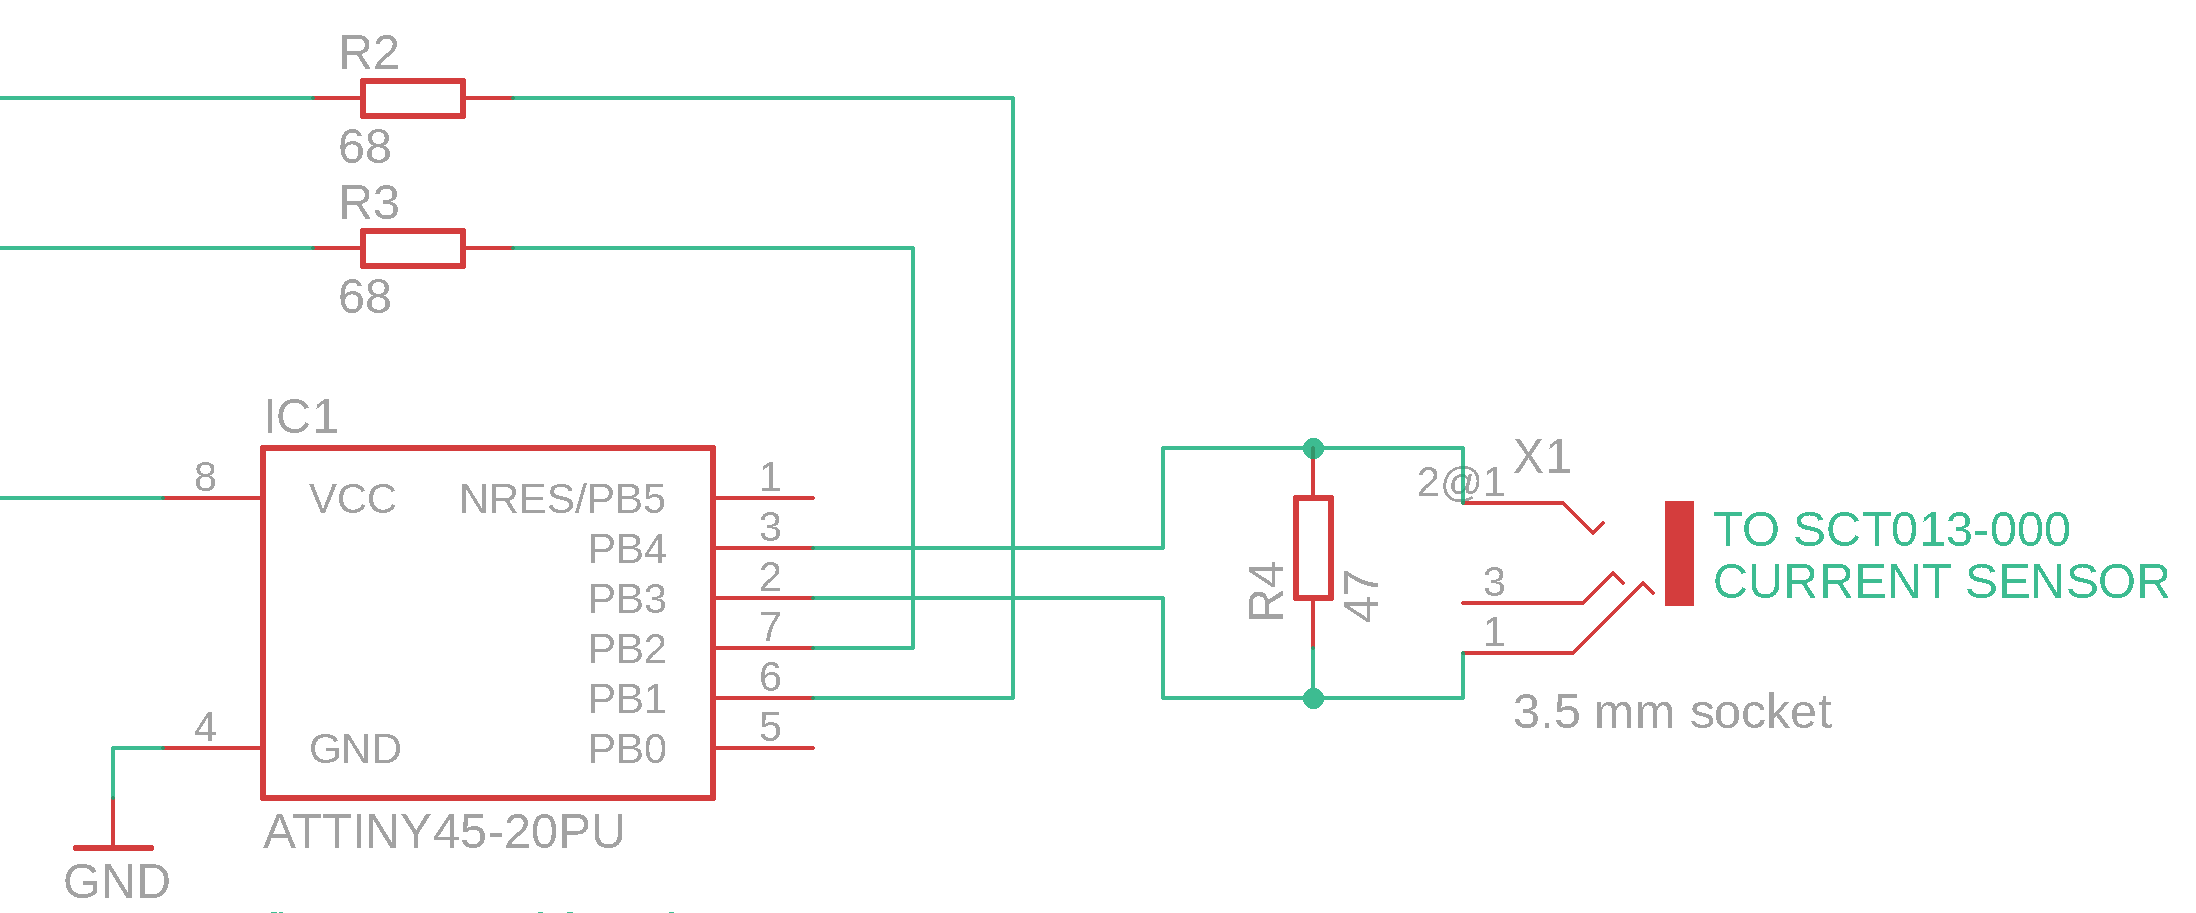 R2
68
R3
68
IC1
8
VCC
NRES/PB5
1
PB4
3
PB3
2
PB2
7
PB1
6
4
GND
PB0
5
ATTINY45-20PU
GND
R4
47
X1
2@1
3
1
TO SCT013-000
CURRENT SENSOR
3.5 mm socket